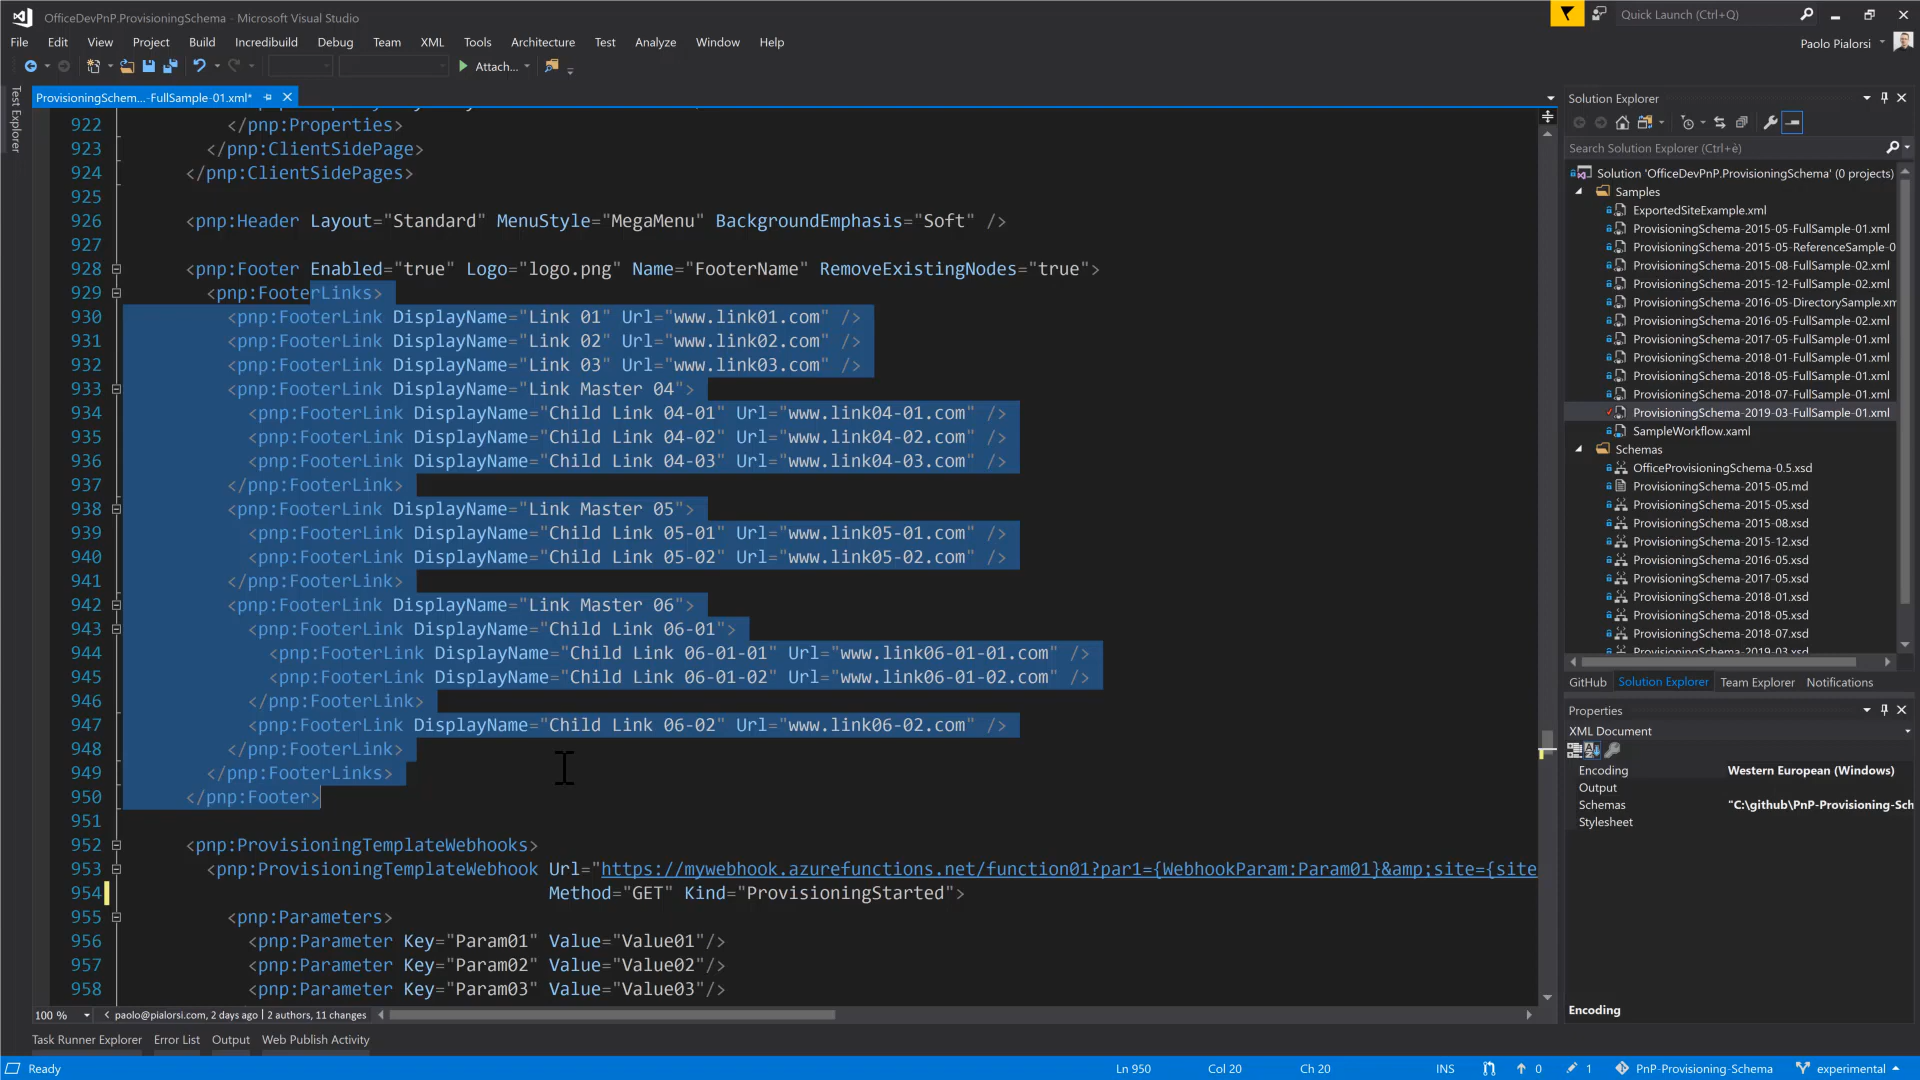 OfficeDevPnP.ProvisioningSchema - Microsoft Visual Studio
Quick Launch (Ctrl+Q)
File Edit View Project Build Incredibuild Debug Team XML Tools Architecture Test Analyze Window Help
Paolo Pialorsi
Attach...
Test Explorer
ProvisioningSchem...-FullSample-01.xml*
922 </pnp:Properties>
923 </pnp:ClientSidePage>
924 </pnp:ClientSidePages>
925
926 <pnp:Header Layout="Standard" MenuStyle="MegaMenu" BackgroundEmphasis="Soft" />
927
928 <pnp:Footer Enabled="true" Logo="logo.png" Name="FooterName" RemoveExistingNodes="true">
929 <pnp:FooterLinks>
930 <pnp:FooterLink DisplayName="Link 01" Url="www.link01.com" />
931 <pnp:FooterLink DisplayName="Link 02" Url="www.link02.com" />
932 <pnp:FooterLink DisplayName="Link 03" Url="www.link03.com" />
933 <pnp:FooterLink DisplayName="Link Master 04">
934 <pnp:FooterLink DisplayName="Child Link 04-01" Url="www.link04-01.com" />
935 <pnp:FooterLink DisplayName="Child Link 04-02" Url="www.link04-02.com" />
936 <pnp:FooterLink DisplayName="Child Link 04-03" Url="www.link04-03.com" />
937 </pnp:FooterLink>
938 <pnp:FooterLink DisplayName="Link Master 05">
939 <pnp:FooterLink DisplayName="Child Link 05-01" Url="www.link05-01.com" />
940 <pnp:FooterLink DisplayName="Child Link 05-02" Url="www.link05-02.com" />
941 </pnp:FooterLink>
942 <pnp:FooterLink DisplayName="Link Master 06">
943 <pnp:FooterLink DisplayName="Child Link 06-01">
944 <pnp:FooterLink DisplayName="Child Link 06-01-01" Url="www.link06-01-01.com" />
945 <pnp:FooterLink DisplayName="Child Link 06-01-02" Url="www.link06-01-02.com" />
946 </pnp:FooterLink>
947 <pnp:FooterLink DisplayName="Child Link 06-02" Url="www.link06-02.com" />
948 </pnp:FooterLink>
949 </pnp:FooterLinks>
950 </pnp:Footer>
951
952 <pnp:ProvisioningTemplateWebhooks>
953 <pnp:ProvisioningTemplateWebhook Url="https://mywebhook.azurefunctions.net/function01?par1={WebhookParam:Param01}&amp;site={site
954 Method="GET" Kind="ProvisioningStarted">
955 <pnp:Parameters>
956 <pnp:Parameter Key="Param01" Value="Value01"/>
957 <pnp:Parameter Key="Param02" Value="Value02"/>
958 <pnp:Parameter Key="Param03" Value="Value03"/>
100 % paolo@pialorsi.com, 2 days ago | 2 authors, 11 changes
Task Runner Explorer Error List Output Web Publish Activity
Solution Explorer
Search Solution Explorer (Ctrl+è)
Solution 'OfficeDevPnP.ProvisioningSchema' (0 projects)
Samples
ExportedSiteExample.xml
ProvisioningSchema-2015-05-FullSample-01.xml
ProvisioningSchema-2015-05-ReferenceSample-0
ProvisioningSchema-2015-08-FullSample-02.xml
ProvisioningSchema-2015-12-FullSample-02.xml
ProvisioningSchema-2016-05-DirectorySample.xm
ProvisioningSchema-2016-05-FullSample-02.xml
ProvisioningSchema-2017-05-FullSample-01.xml
ProvisioningSchema-2018-01-FullSample-01.xml
ProvisioningSchema-2018-05-FullSample-01.xml
ProvisioningSchema-2018-07-FullSample-01.xml
ProvisioningSchema-2019-03-FullSample-01.xml
SampleWorkflow.xaml
Schemas
OfficeProvisioningSchema-0.5.xsd
ProvisioningSchema-2015-05.md
ProvisioningSchema-2015-05.xsd
ProvisioningSchema-2015-08.xsd
ProvisioningSchema-2015-12.xsd
ProvisioningSchema-2016-05.xsd
ProvisioningSchema-2017-05.xsd
ProvisioningSchema-2018-01.xsd
ProvisioningSchema-2018-05.xsd
ProvisioningSchema-2018-07.xsd
ProvisioningSchema-2019-03.xsd
GitHub Solution Explorer Team Explorer Notifications
Properties
XML Document
Encoding Western European (Windows)
Output
Schemas "C:\github\PnP-Provisioning-Sch
Stylesheet
Encoding
Ready Ln 950 Col 20 Ch 20 INS 0 1 PnP-Provisioning-Schema experimental